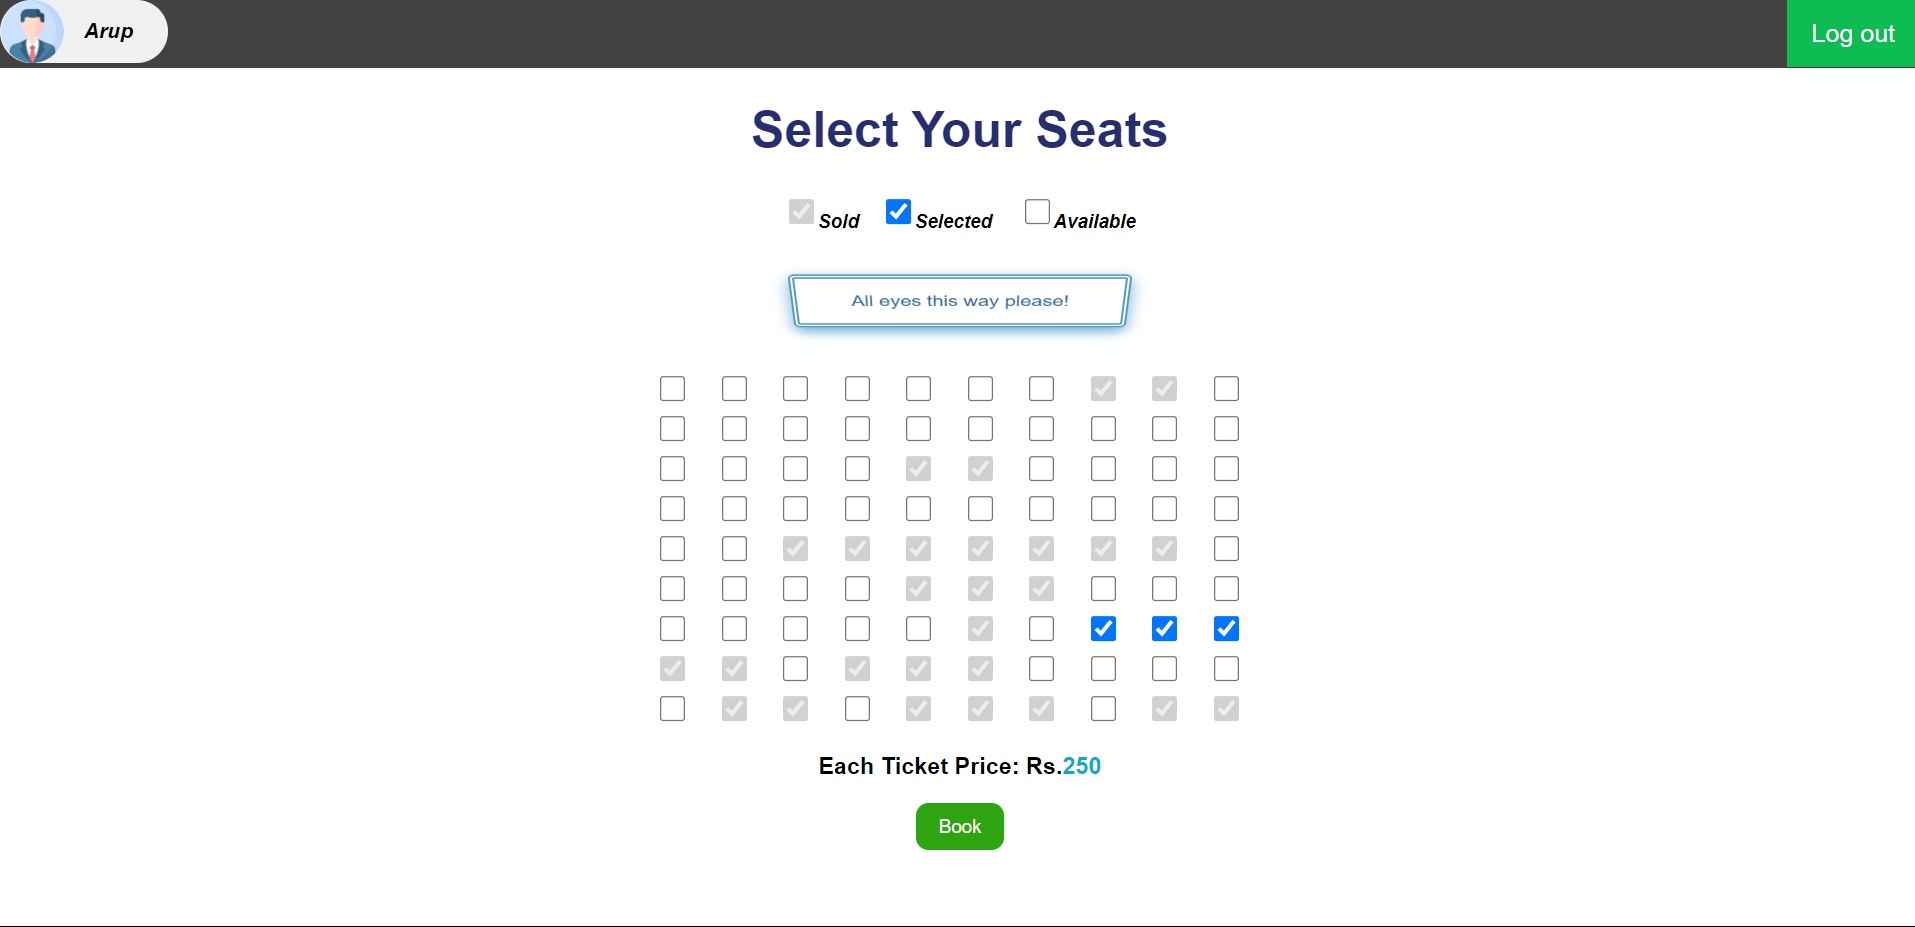 Arup
Log out
Select Your Seats
Sold Selected Available
All eyes this way please!
Each Ticket Price: Rs.250
Book